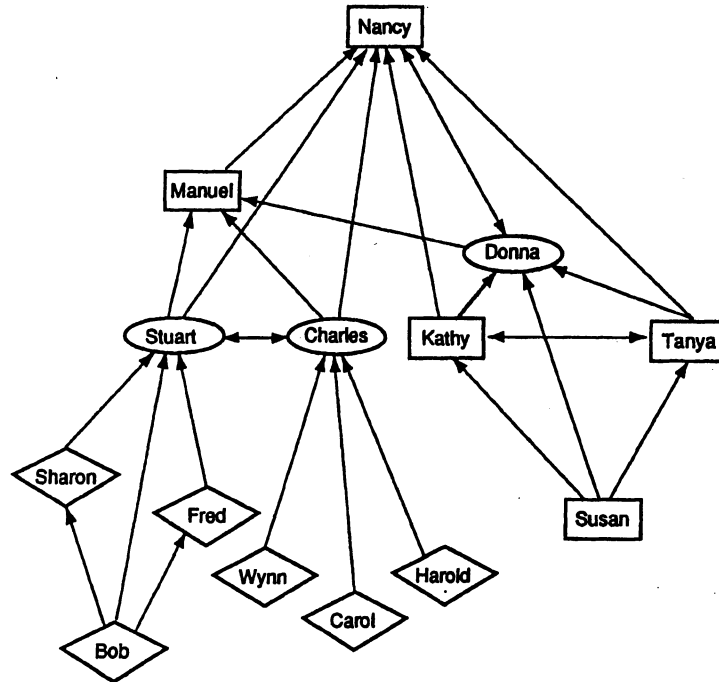 Nancy
Manuel
Donna
Stuart
Charles
Kathy
Tanya
Sharon
Fred
Susan
Wynn
Harold
Carol
Bob